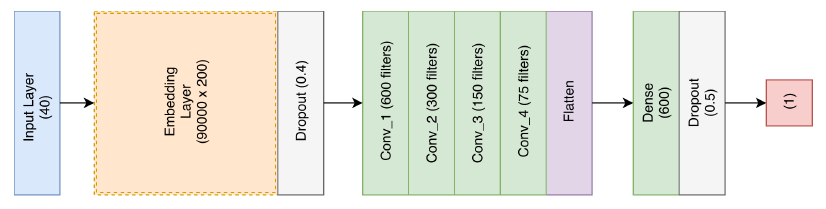 Input Layer
(40)
Embedding
Layer
(90000 x 200)
Dropout (0.4)
Conv_1 (600 filters)
Conv_2 (300 filters)
Conv_3 (150 filters)
Conv_4 (75 filters)
Flatten
Dense
(600)
Dropout
(0.5)
(1)